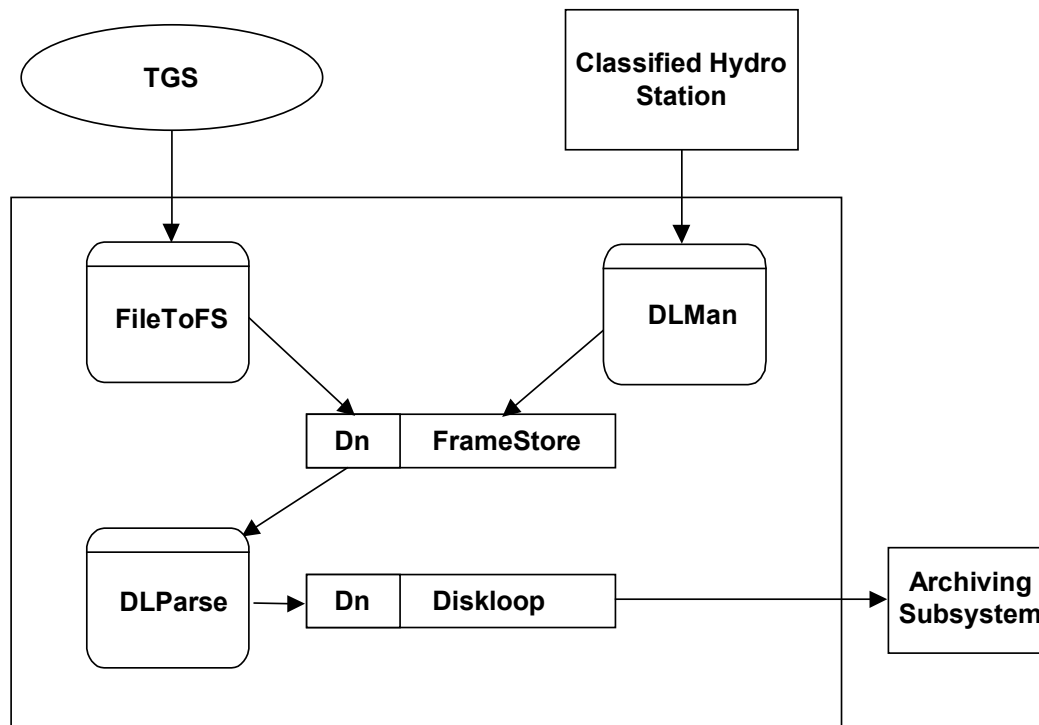 TGS
Classified Hydro
Station
FileToFS
DLMan
Dn FrameStore
DLParse
Dn Diskloop
Archiving
Subsystem